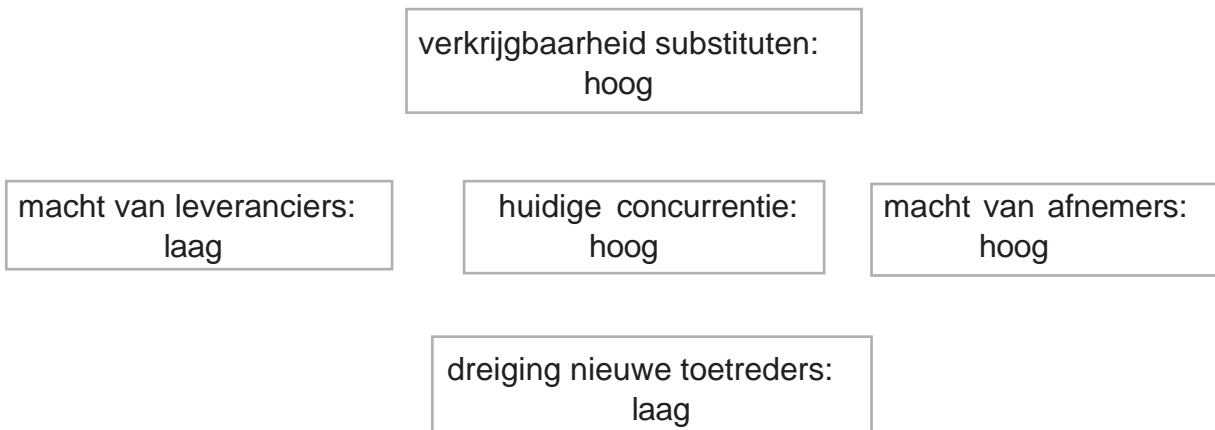 verkrijgbaarheid substituten:
hoog
macht van leveranciers:
laag
huidige concurrentie:
hoog
macht van afnemers:
hoog
dreiging nieuwe toetreders:
laag